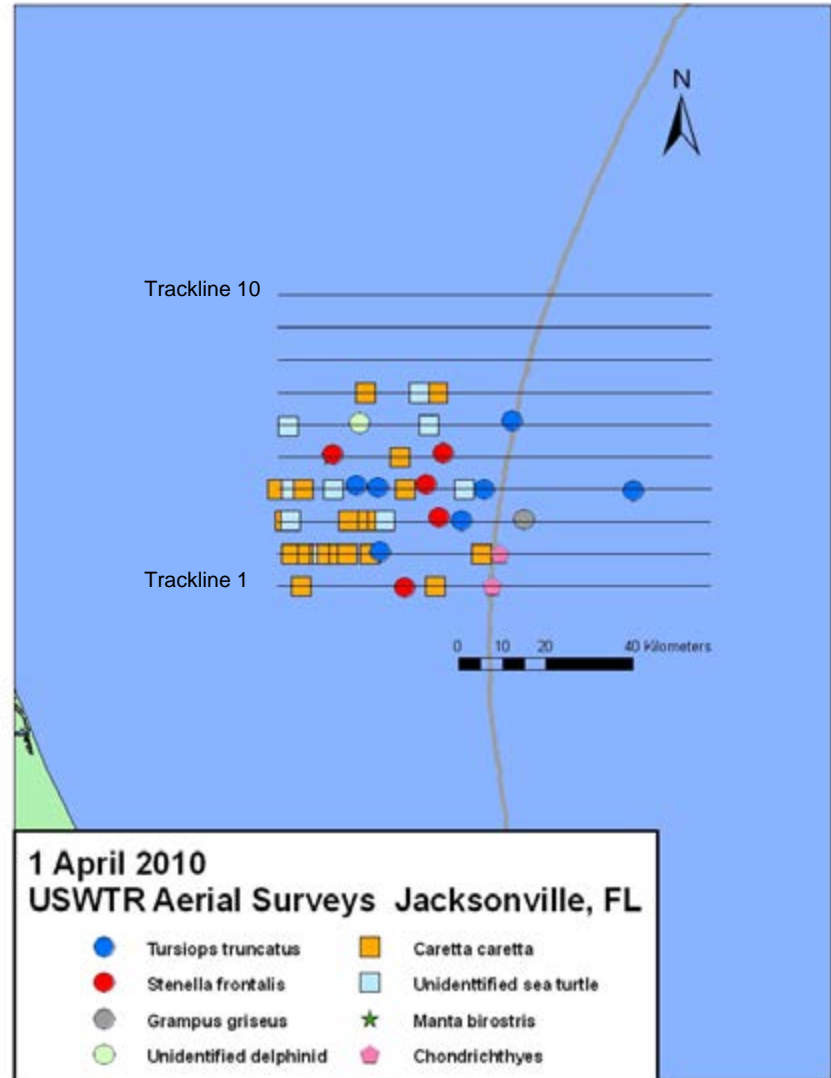 N
Trackline 10
Trackline 1
0 10 20 40 Kilometers
1 April 2010
USWTR Aerial Surveys Jacksonville, FL
Tursiops truncatus
Caretta caretta
Stenella frontalis
Unidenttified sea turtle
Grampus griseus
Manta birostris
Unidentified delphinid
Chondrichthyes